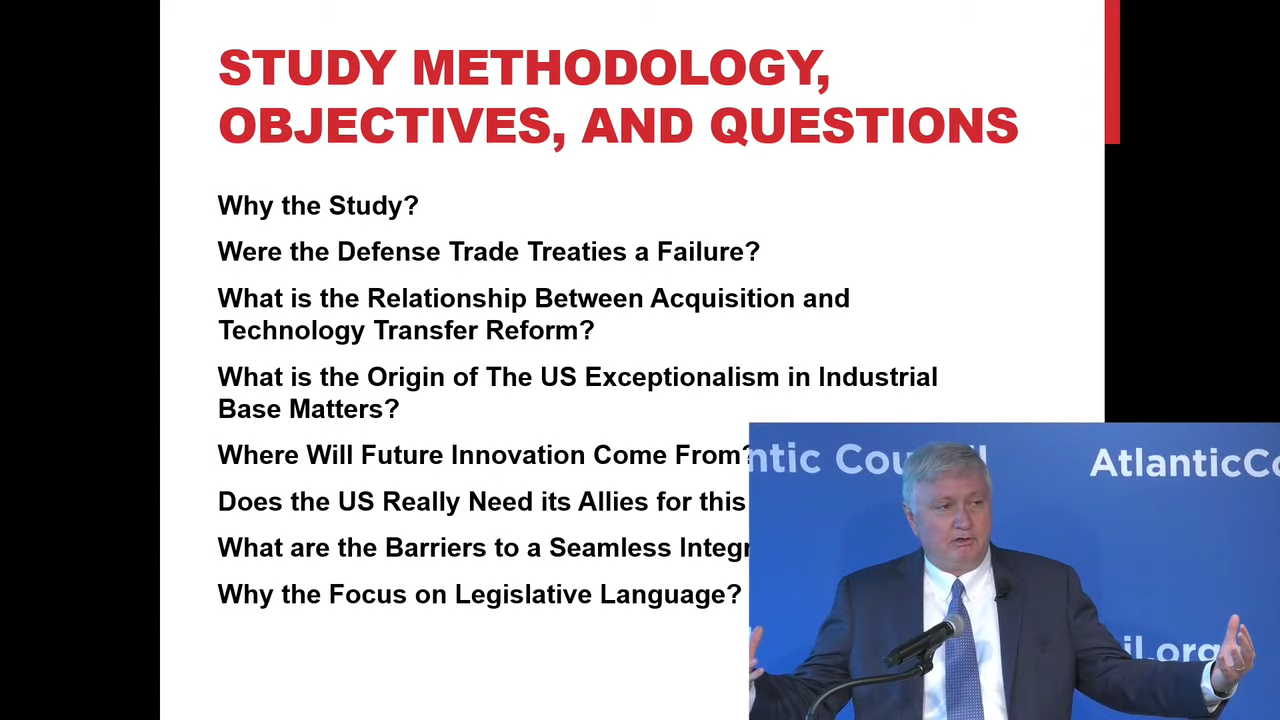 STUDY METHODOLOGY,
OBJECTIVES, AND QUESTIONS
Why the Study?
Were the Defense Trade Treaties a Failure?
What is the Relationship Between Acquisition and
Technology Transfer Reform?
What is the Origin of The US Exceptionalism in Industrial
Base Matters?
Where Will Future Innovation Come From?
Does the US Really Need its Allies for this
What are the Barriers to a Seamless
Why the Focus on Legislative Language?